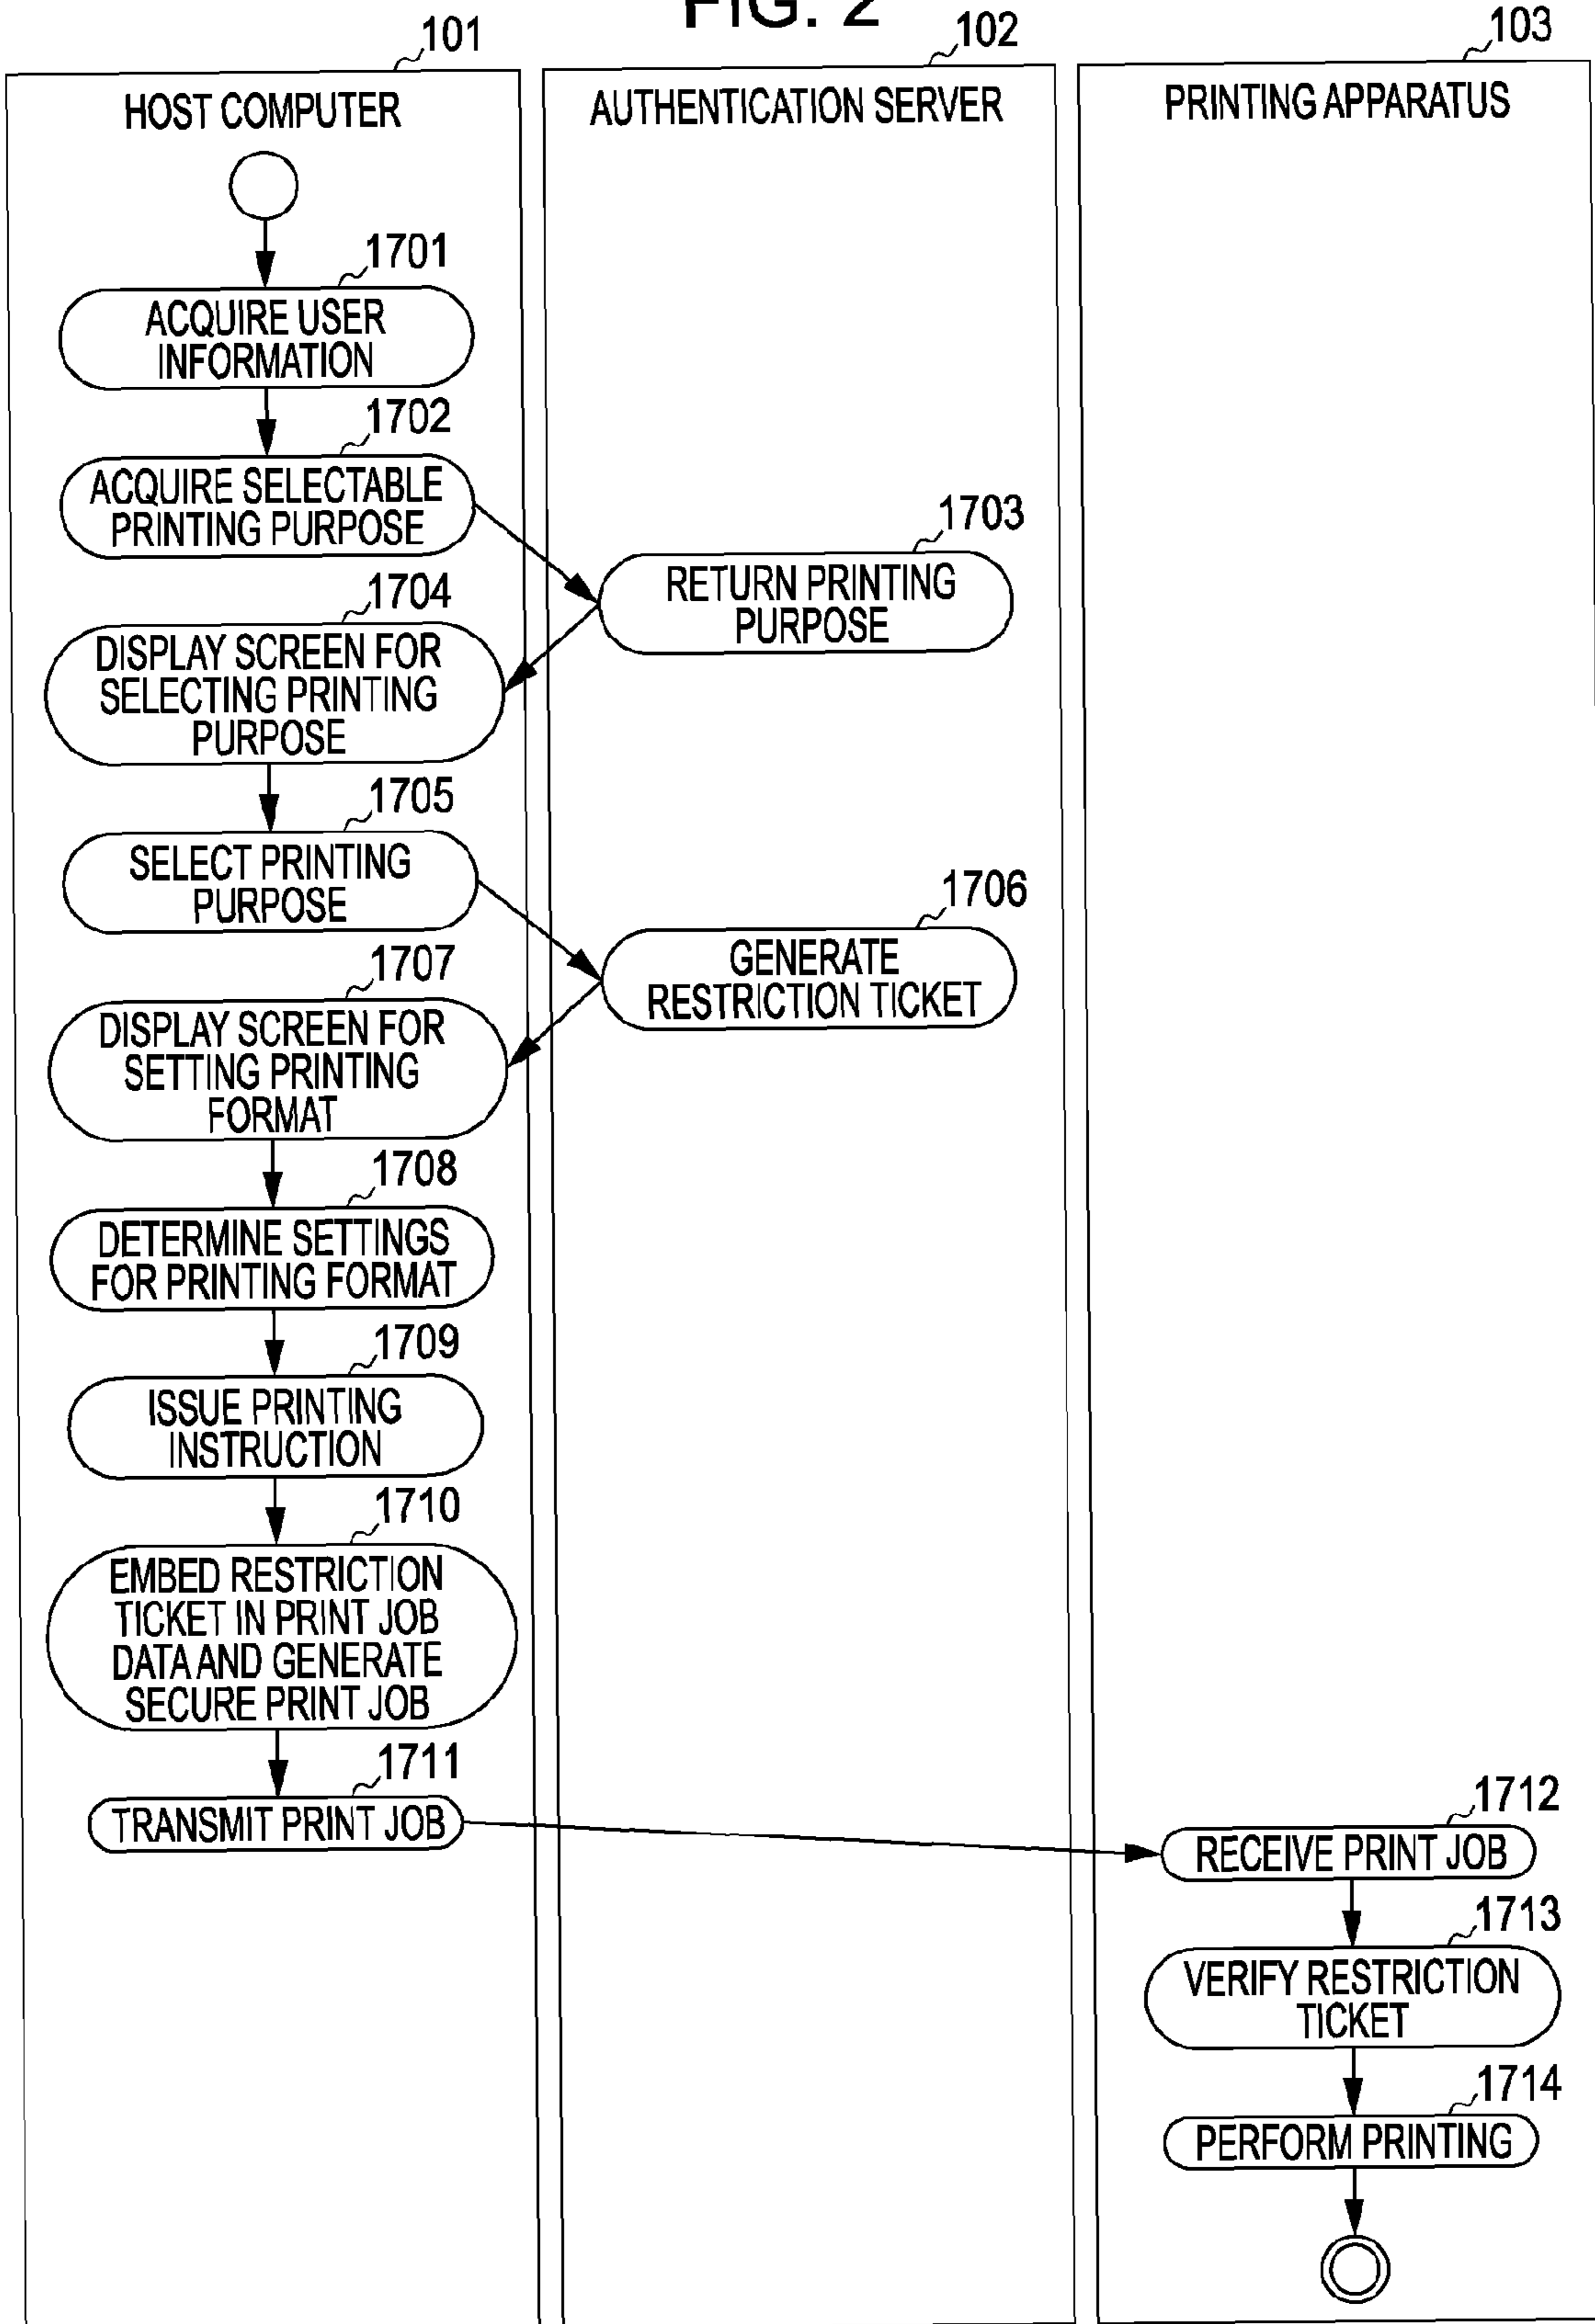 FIG. 2
101
102
103
HOST COMPUTER
AUTHENTICATION SERVER
PRINTING APPARATUS
1701
ACQUIRE USER
INFORMATION
1702
ACQUIRE SELECTABLE
PRINTING PURPOSE
1703
RETURN PRINTING
PURPOSE
1704
DISPLAY SCREEN FOR
SELECTING PRINTING
PURPOSE
1705
SELECT PRINTING
PURPOSE
1706
GENERATE
RESTRICTION TICKET
1707
DISPLAY SCREEN FOR
SETTING PRINTING
FORMAT
1708
DETERMINE SETTINGS
FOR PRINTING FORMAT
1709
ISSUE PRINTING
INSTRUCTION
1710
EMBED RESTRICTION
TICKET IN PRINT JOB
DATA AND GENERATE
SECURE PRINT JOB
1711
TRANSMIT PRINT JOB
1712
RECEIVE PRINT JOB
1713
VERIFY RESTRICTION
TICKET
1714
PERFORM PRINTING